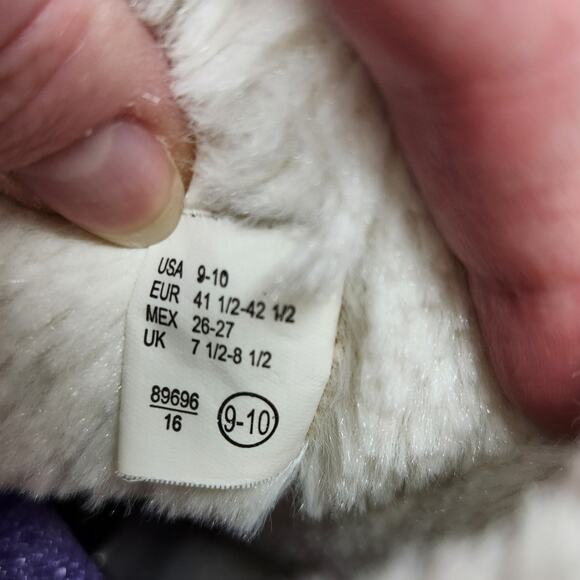 USA 9-10
EUR 41 1/2-42 1/2
MEX 26-27
UK 7 1/2-8 1/2
89696
16
9-10